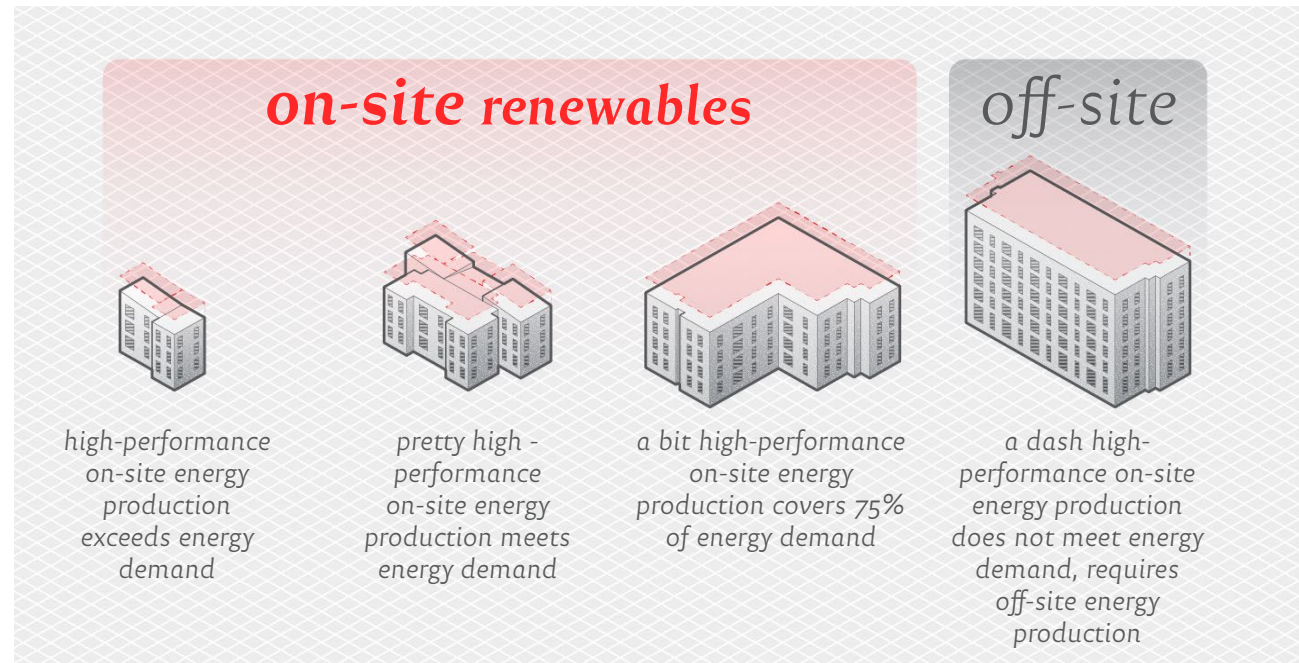 on-site renewables
off-site
high-performance
on-site energy
production
exceeds energy
demand
pretty high -
performance
on-site energy
production meets
energy demand
a bit high-performance
on-site energy
production covers 75%
of energy demand
a dash high-
performance on-site
energy production
does not meet energy
demand, requires
off-site energy
production